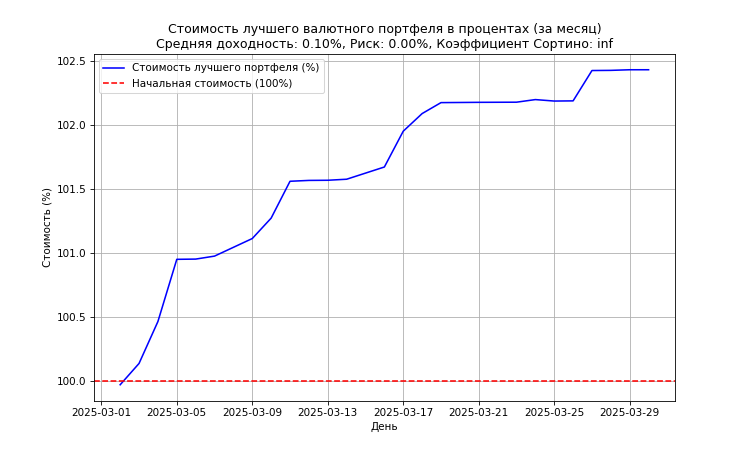 Стоимость лучшего валютного портфеля в процентах (за месяц)
Средняя доходность: 0.10%, Риск: 0.00%, Коэффициент Сортино: inf
Стоимость лучшего портфеля (%)
Начальная стоимость (100%)
Стоимость (%)
102.5
102.0
101.5
101.0
100.5
100.0
2025-03-01 2025-03-05 2025-03-09 2025-03-13 2025-03-17 2025-03-21 2025-03-25 2025-03-29
День